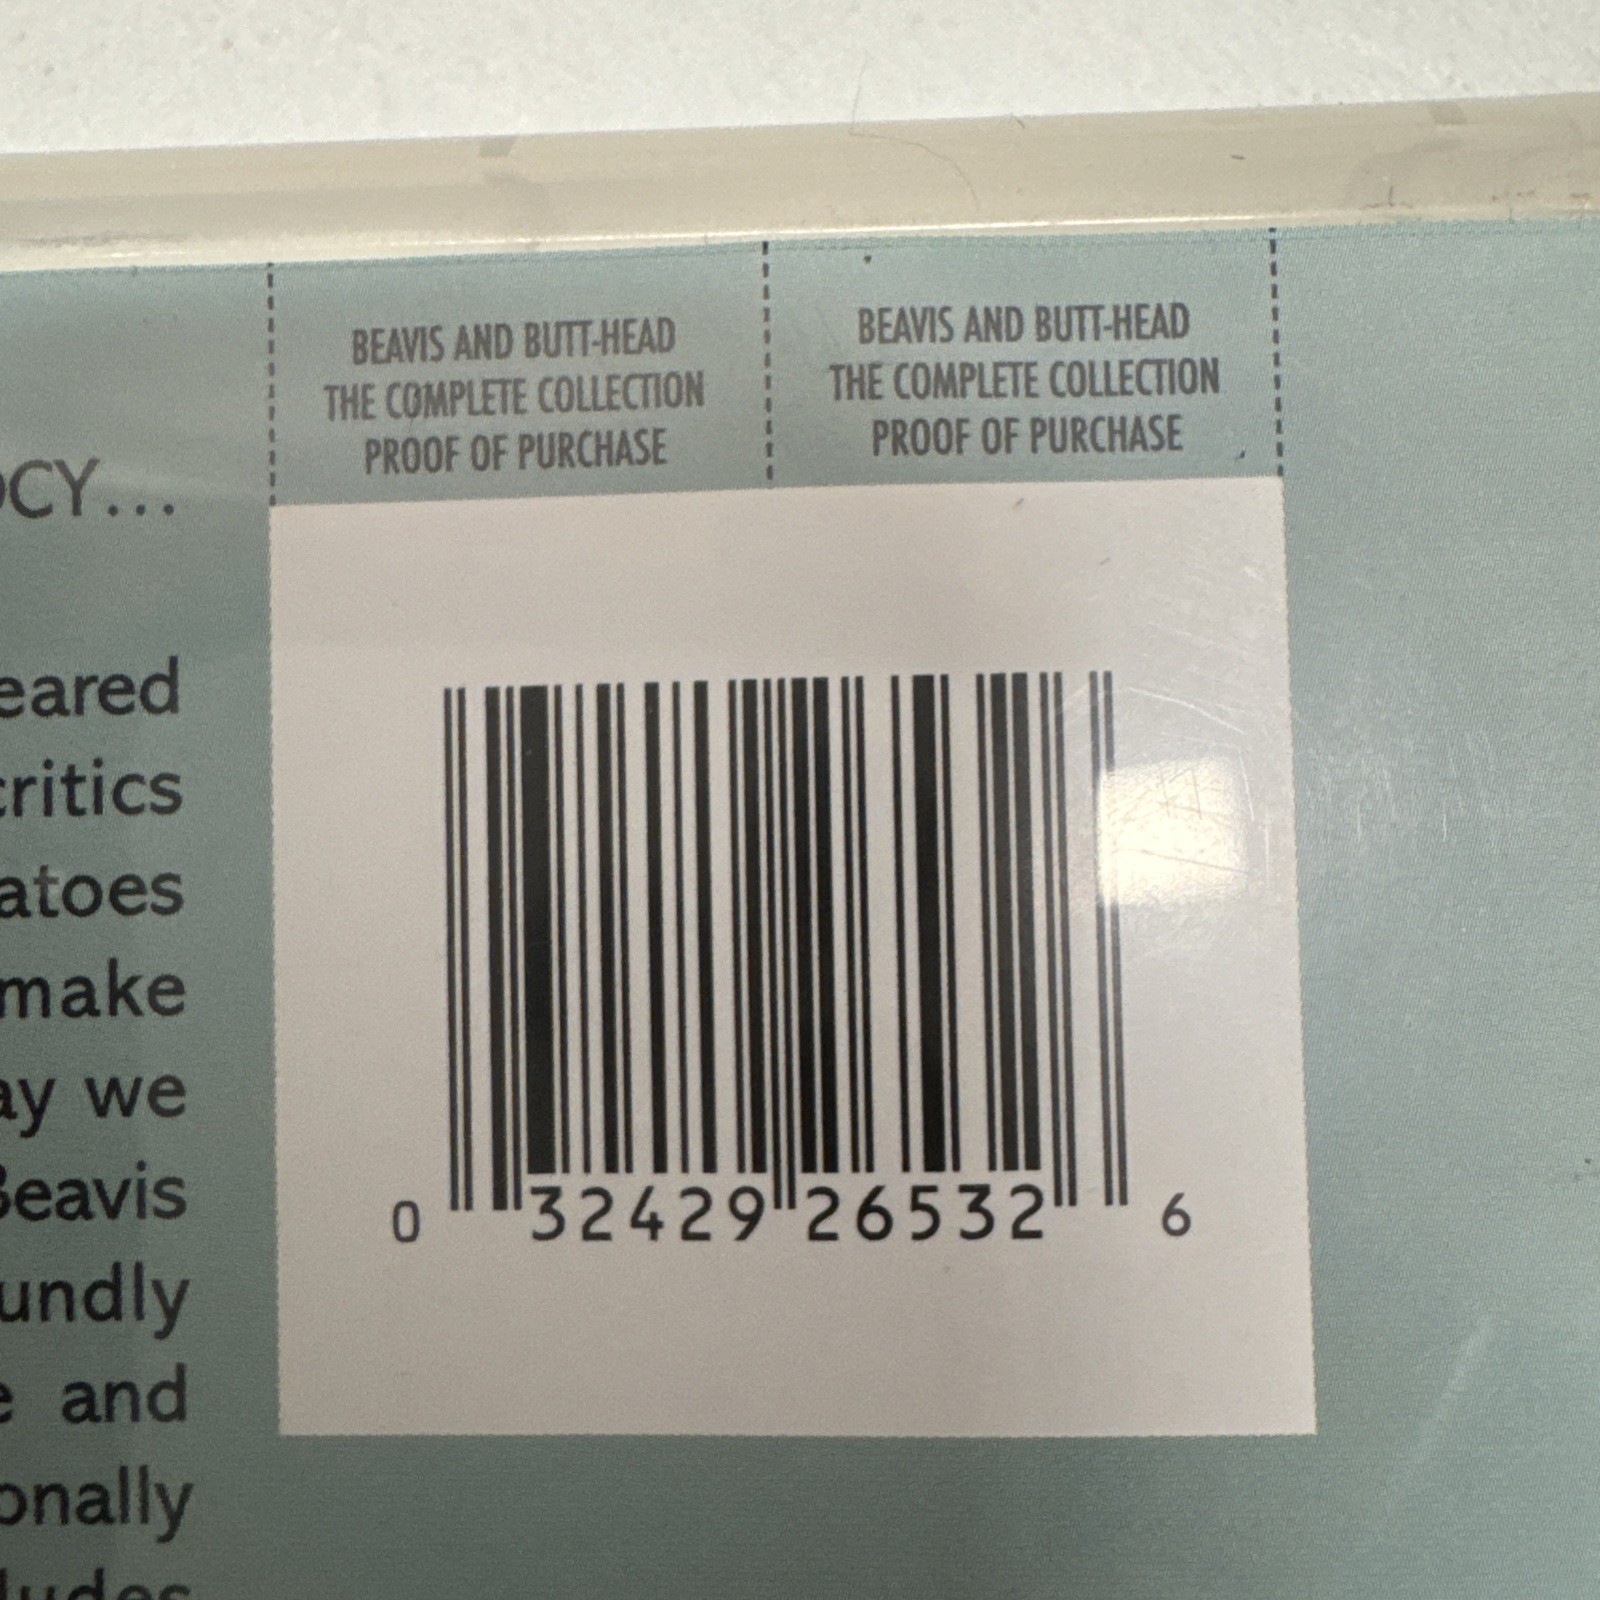 BEAVIS AND BUTT-HEAD
THE COMPLETE COLLECTION
PROOF OF PURCHASE
BEAVIS AND BUTT-HEAD
THE COMPLETE COLLECTION
PROOF OF PURCHASE
OCY...
eared
critics
atoes
make
ay we
Beavis
undly
e and
onally
ludes
0 32429 26532 6